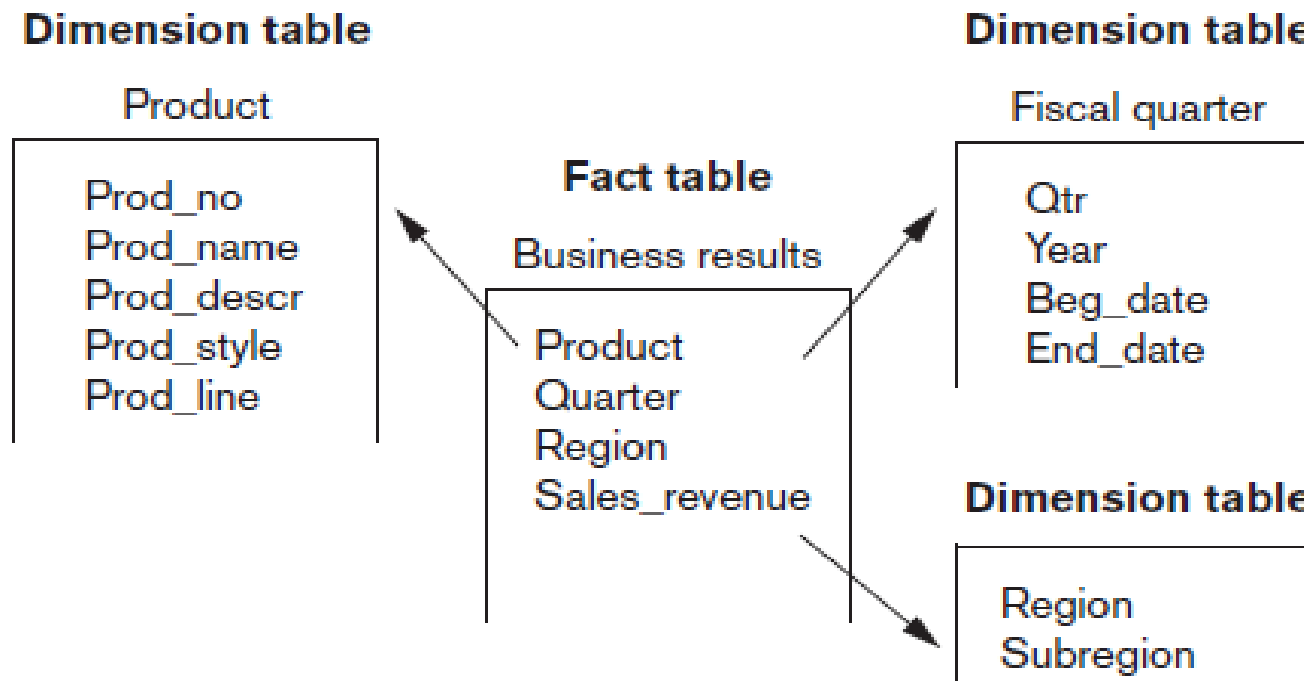 Dimension table
Product
Prod_no
Prod_name
Prod_descr
Prod_style
Prod_line
Fact table
Business results
Product
Quarter
Region
Sales_revenue
Dimension table
Fiscal quarter
Qtr
Year
Beg_date
End_date
Dimension table
Region
Subregion